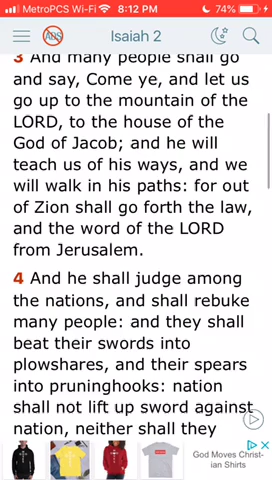 MetroPCS Wi-Fi 8:12 PM 74%
ADS Isaiah 2
3 And many people shall go
and say, Come ye, and let us
go up to the mountain of the
LORD, to the house of the
God of Jacob; and he will
teach us of his ways, and we
will walk in his paths: for out
of Zion shall go forth the law,
and the word of the LORD
from Jerusalem.
4 And he shall judge among
the nations, and shall rebuke
many people: and they shall
beat their swords into
plowshares, and their spears
into pruninghooks: nation
shall not lift up sword against
nation, neither shall they
God Moves Christ-
ian Shirts